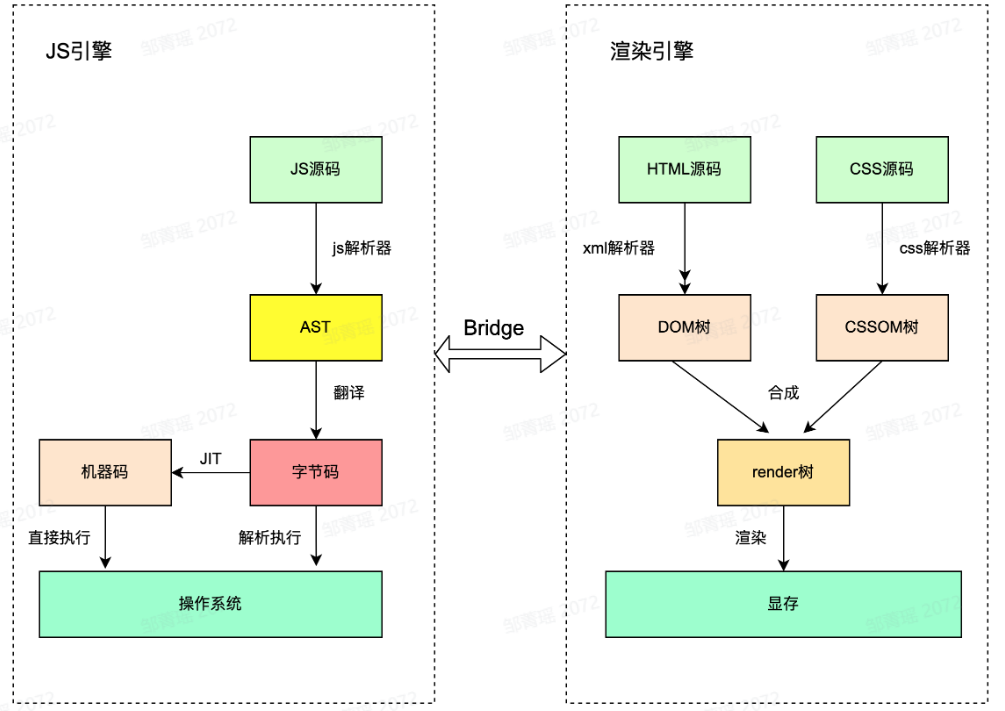 JS引擎
JS源码
js解析器
AST
翻译
机器码
JIT
字节码
直接执行
解析执行
操作系统
Bridge
渲染引擎
HTML源码
CSS源码
xml解析器
css解析器
DOM树
CSSOM树
合成
render树
渲染
显存
邹菁瑶 2072